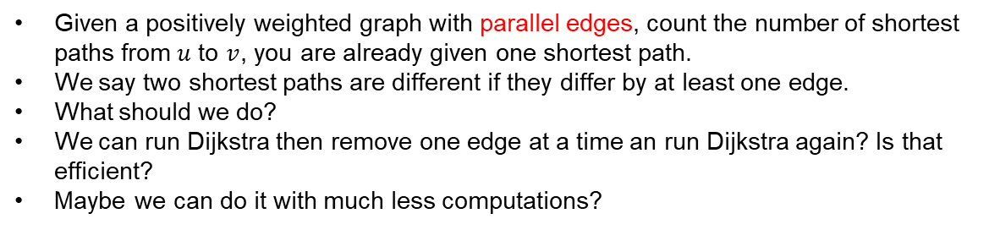 • Given a positively weighted graph with parallel edges, count the number of shortest
paths from u to v, you are already given one shortest path.
• We say two shortest paths are different if they differ by at least one edge.
• What should we do?
• We can run Dijkstra then remove one edge at a time an run Dijkstra again? Is that
efficient?
• Maybe we can do it with much less computations?